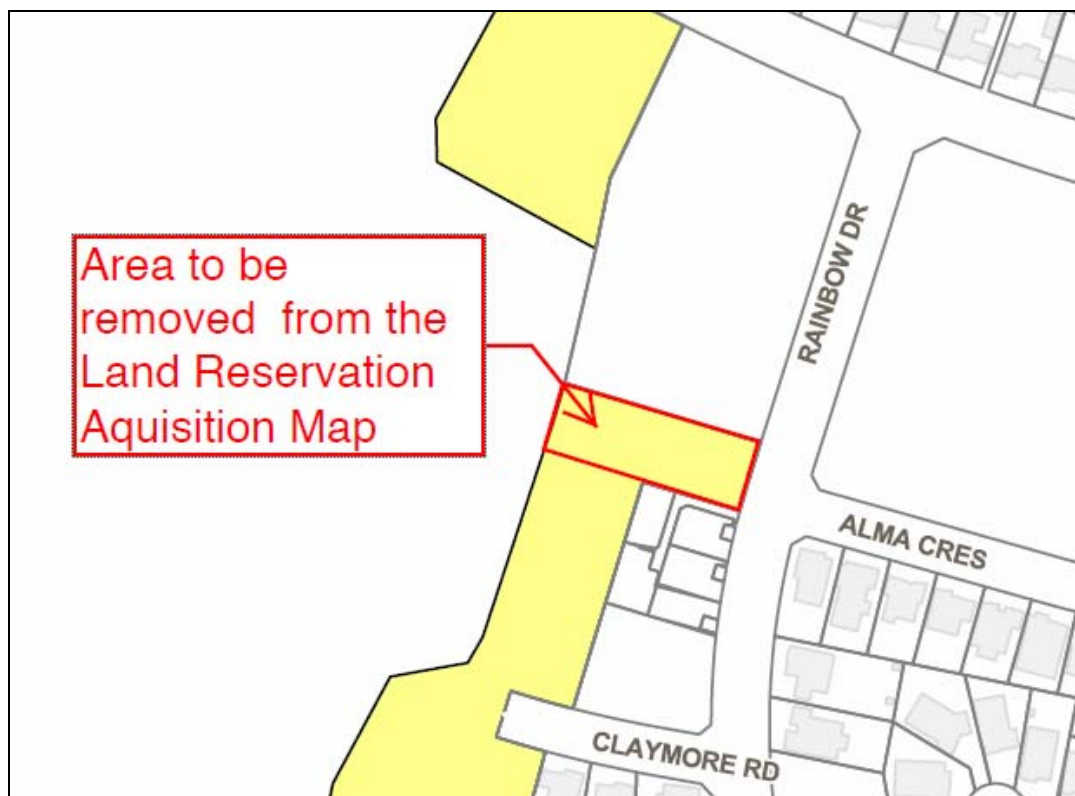 RAINBOW DR
Area to be
removed from the
Land Reservation
Aquisition Map
ALMA CRES
CLAYMORE RD